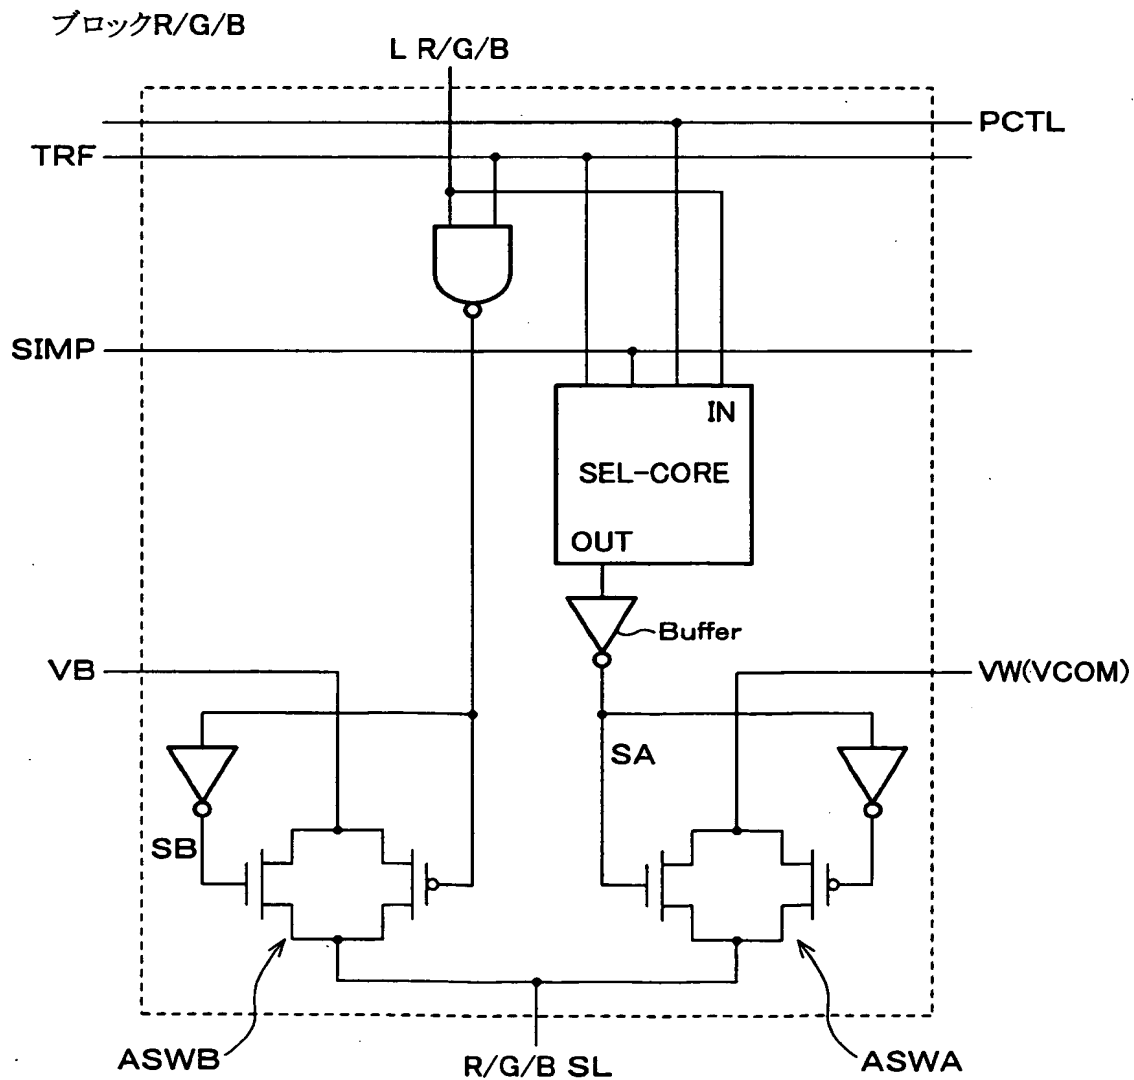 ブロックR/G/B
L R/G/B
PCTL
TRF
SIMP
IN
SEL-CORE
OUT
Buffer
VB
VW(VCOM)
SA
SB
ASWB
R/G/B SL
ASWA